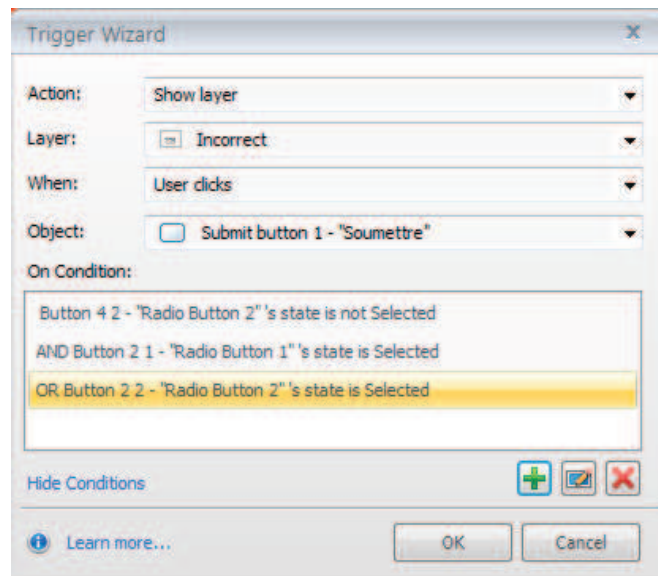 Trigger Wizard
Action: Show layer
Layer: Incorrect
When: User clicks
Object: Submit button 1 - "Soumettre"
On Condition:
Button 4 2 - "Radio Button 2" 's state is not Selected
AND Button 2 1 - "Radio Button 1" 's state is Selected
OR Button 2 2 - "Radio Button 2" 's state is Selected
Hide Conditions
Learn more... OK Cancel